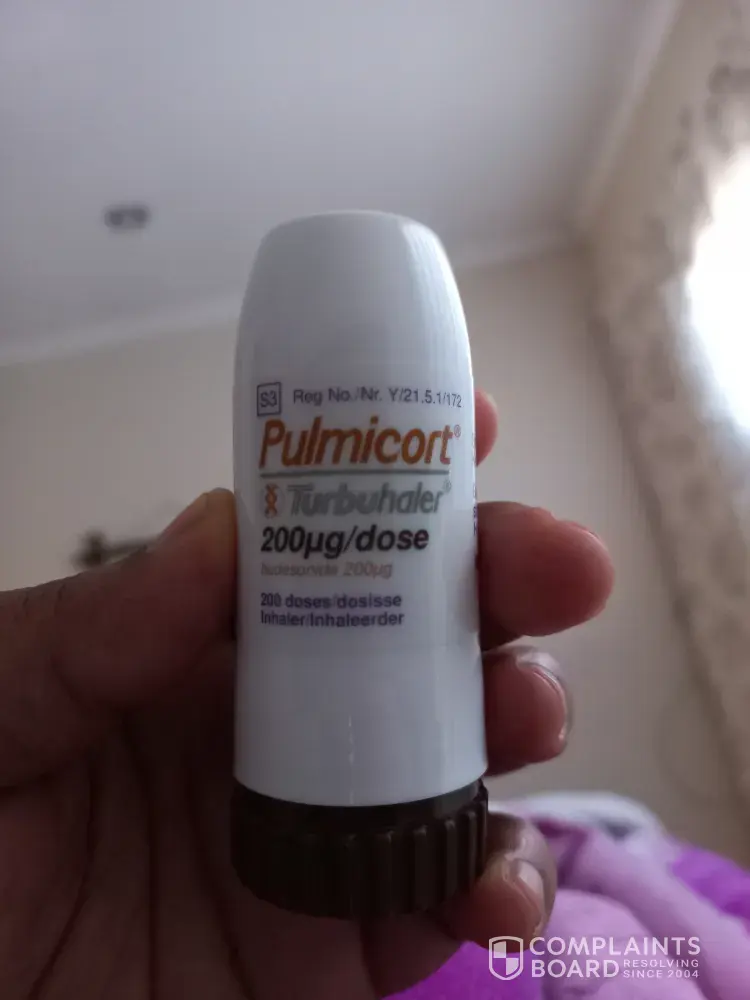 S3 Reg No./Nr. Y/21.5.1/172
Pulmicort®
Turbuhaler®
200µg/dose
budesonide 200µg
200 doses/dosisse
Inhaler/Inhaleerder
COMPLAINTS
BOARD RESOLVING
SINCE 2004